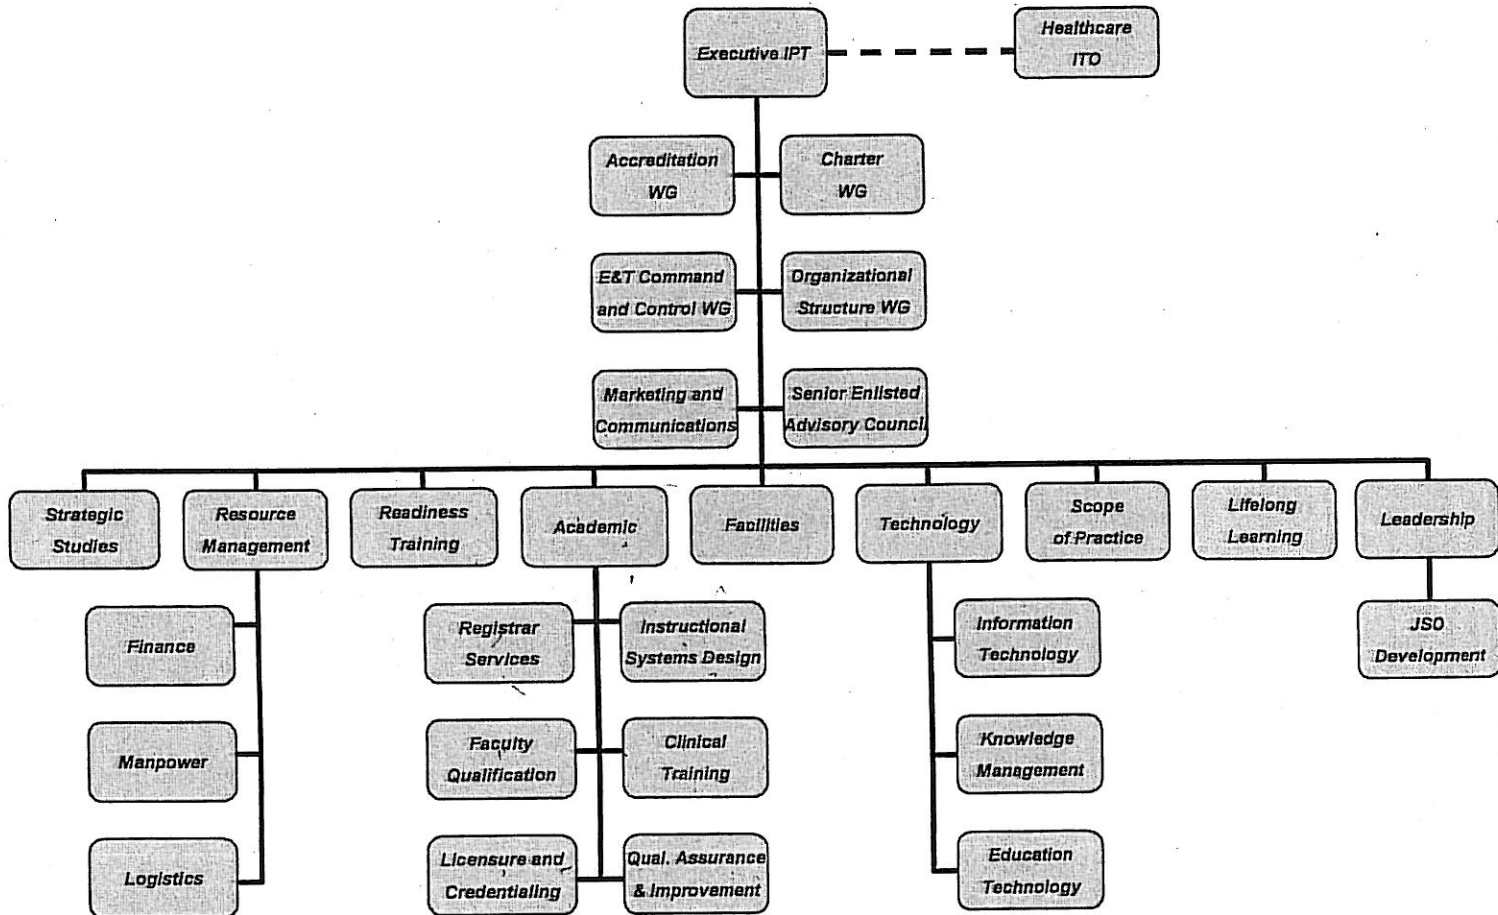 Executive IPT
Healthcare
ITO
Accreditation
WG
Charter
WG
E&T Command
and Control WG
Organizational
Structure WG
Marketing and
Communications
Senior Enlisted
Advisory Council
Strategic
Studies
Resource
Management
Readiness
Training
Academic
Facilities
Technology
Scope
of Practice
Lifelong
Learning
Leadership
Finance
Manpower
Logistics
Registrar
Services
Instructional
Systems Design
Faculty
Qualification
Clinical
Training
Licensure and
Credentialing
Qual. Assurance
& Improvement
Information
Technology
Knowledge
Management
Education
Technology
JSO
Development